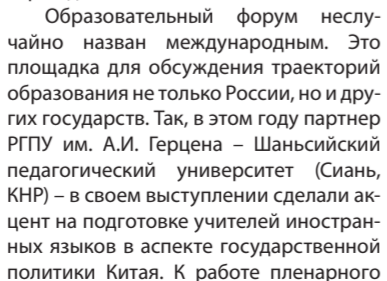 Образовательный форум неслу-
чайно назван международным. Это
площадка для обсуждения траекторий
образования не только России, но и дру-
гих государств. Так, в этом году партнер
РГПУ им. А.И. Герцена – Шаньсийский
педагогический университет (Сиань,
КНР) – в своем выступлении сделали ак-
цент на подготовке учителей иностран-
ных языков в аспекте государственной
политики Китая. К работе пленарного